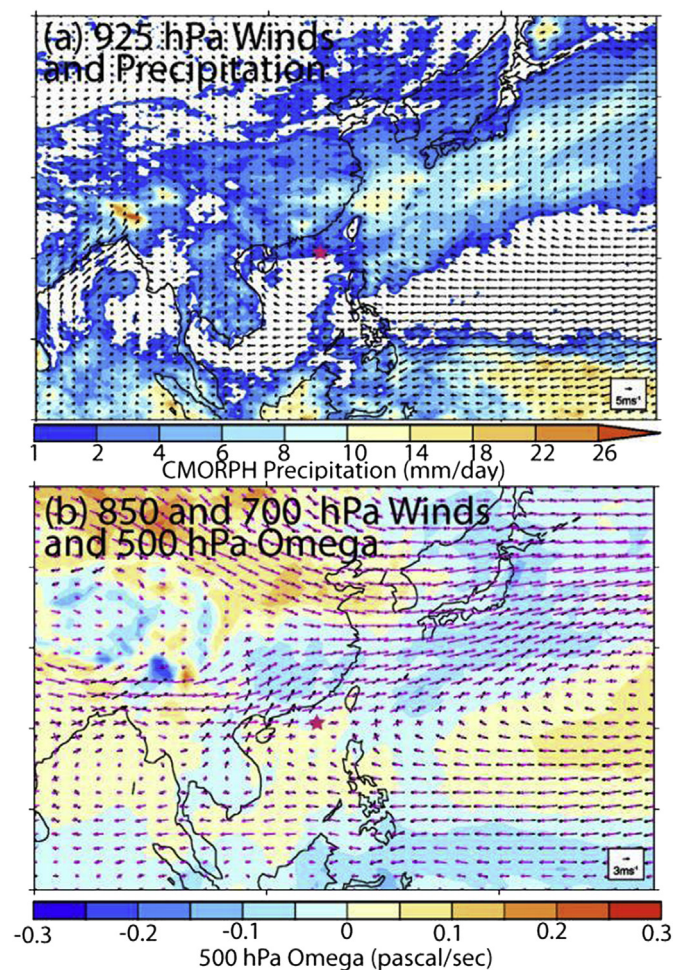 (a) 925 hPa Winds
and Precipitation
5ms⁻¹
1 2 4 6 8 10 14 18 22 26
CMORPH Precipitation (mm/day)
(b) 850 and 700 hPa Winds
and 500 hPa Omega
3ms⁻¹
-0.3 -0.2 -0.1 0 0.1 0.2 0.3
500 hPa Omega (pascal/sec)